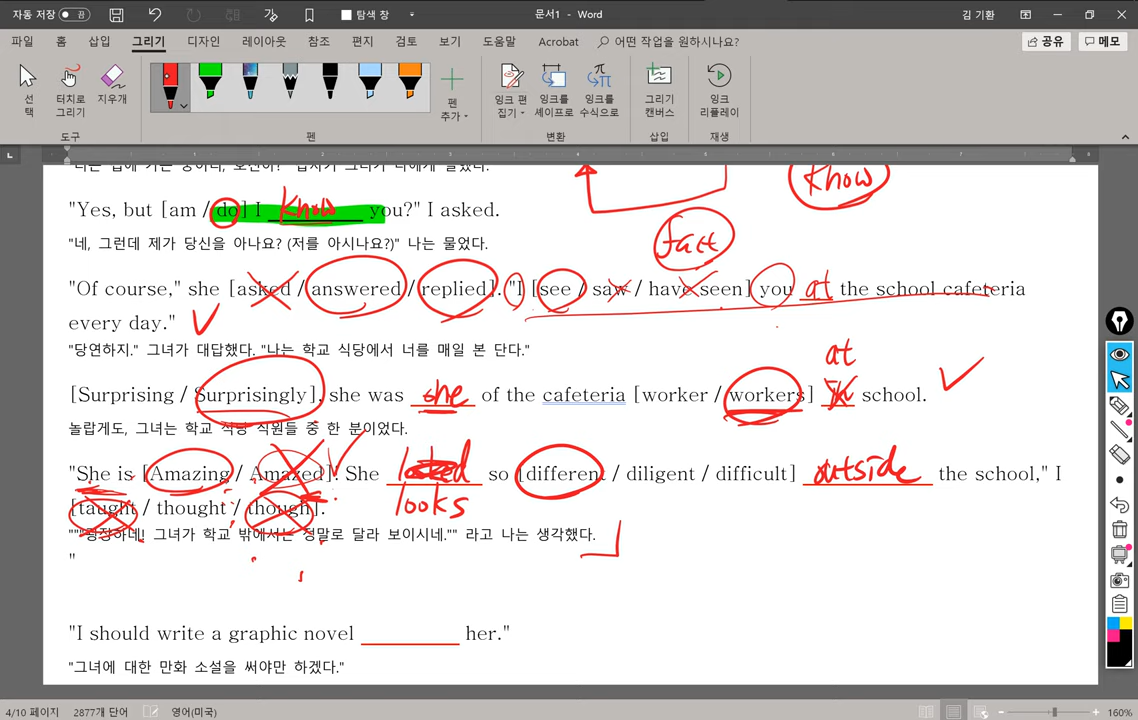 자동 저장 끔 탐색 창 문서1 - Word 김 기환
파일 홈 삽입 그리기 디자인 레이아웃 참조 편지 검토 보기 도움말 Acrobat 어떤 작업을 원하시나요? 공유 메모
선택 터치로 그리기 지우개 펜 추가 잉크 편집기 잉크를 셰이프로 잉크를 수식으로 그리기 캔버스 잉크 리플레이
도구 펜 변환 삽입 재생
know
"Yes, but [am / do] I know you?" I asked.
"네, 그런데 제가 당신을 아나요? (저를 아시나요?)" 나는 물었다.
fact
"Of course," she [asked / answered / replied]. "I [see / saw / have seen] you at the school cafeteria
every day."
"당연하지." 그녀가 대답했다. "나는 학교 식당에서 너를 매일 본 단다."
at
[Surprising / Surprisingly], she was one of the cafeteria [worker / workers] school.
놀랍게도, 그녀는 학교 식당 직원들 중 한 분이었다.
"She is [Amazing / Amazed]! She looked so [different / diligent / difficult] outside the school," I
looks
[taught / thought / though].
"""굉장하네! 그녀가 학교 밖에서는 정말로 달라 보이시네."" 라고 나는 생각했다.
"
"I should write a graphic novel her."
"그녀에 대한 만화 소설을 써야만 하겠다."
4/10 페이지 2877개 단어 영어(미국) 160%